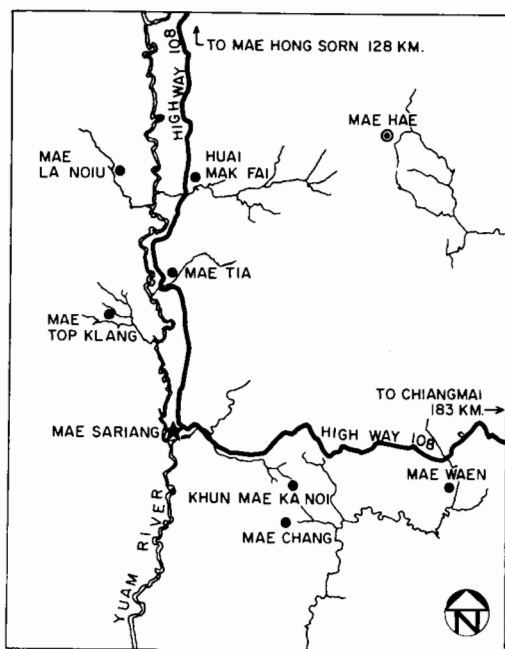 TO MAE HONG SORN 128 KM.
HIGHWAY 108
MAE HAE
MAE
LA NOIU
HUAI
MAK FAI
MAE TIA
MAE
TOP KLANG
TO CHIANGMAI
183 KM.
MAE SARIANG
HIGH WAY 108
MAE WAEN
KHUN MAE KA NOI
MAE CHANG
YUAM RIVER
N